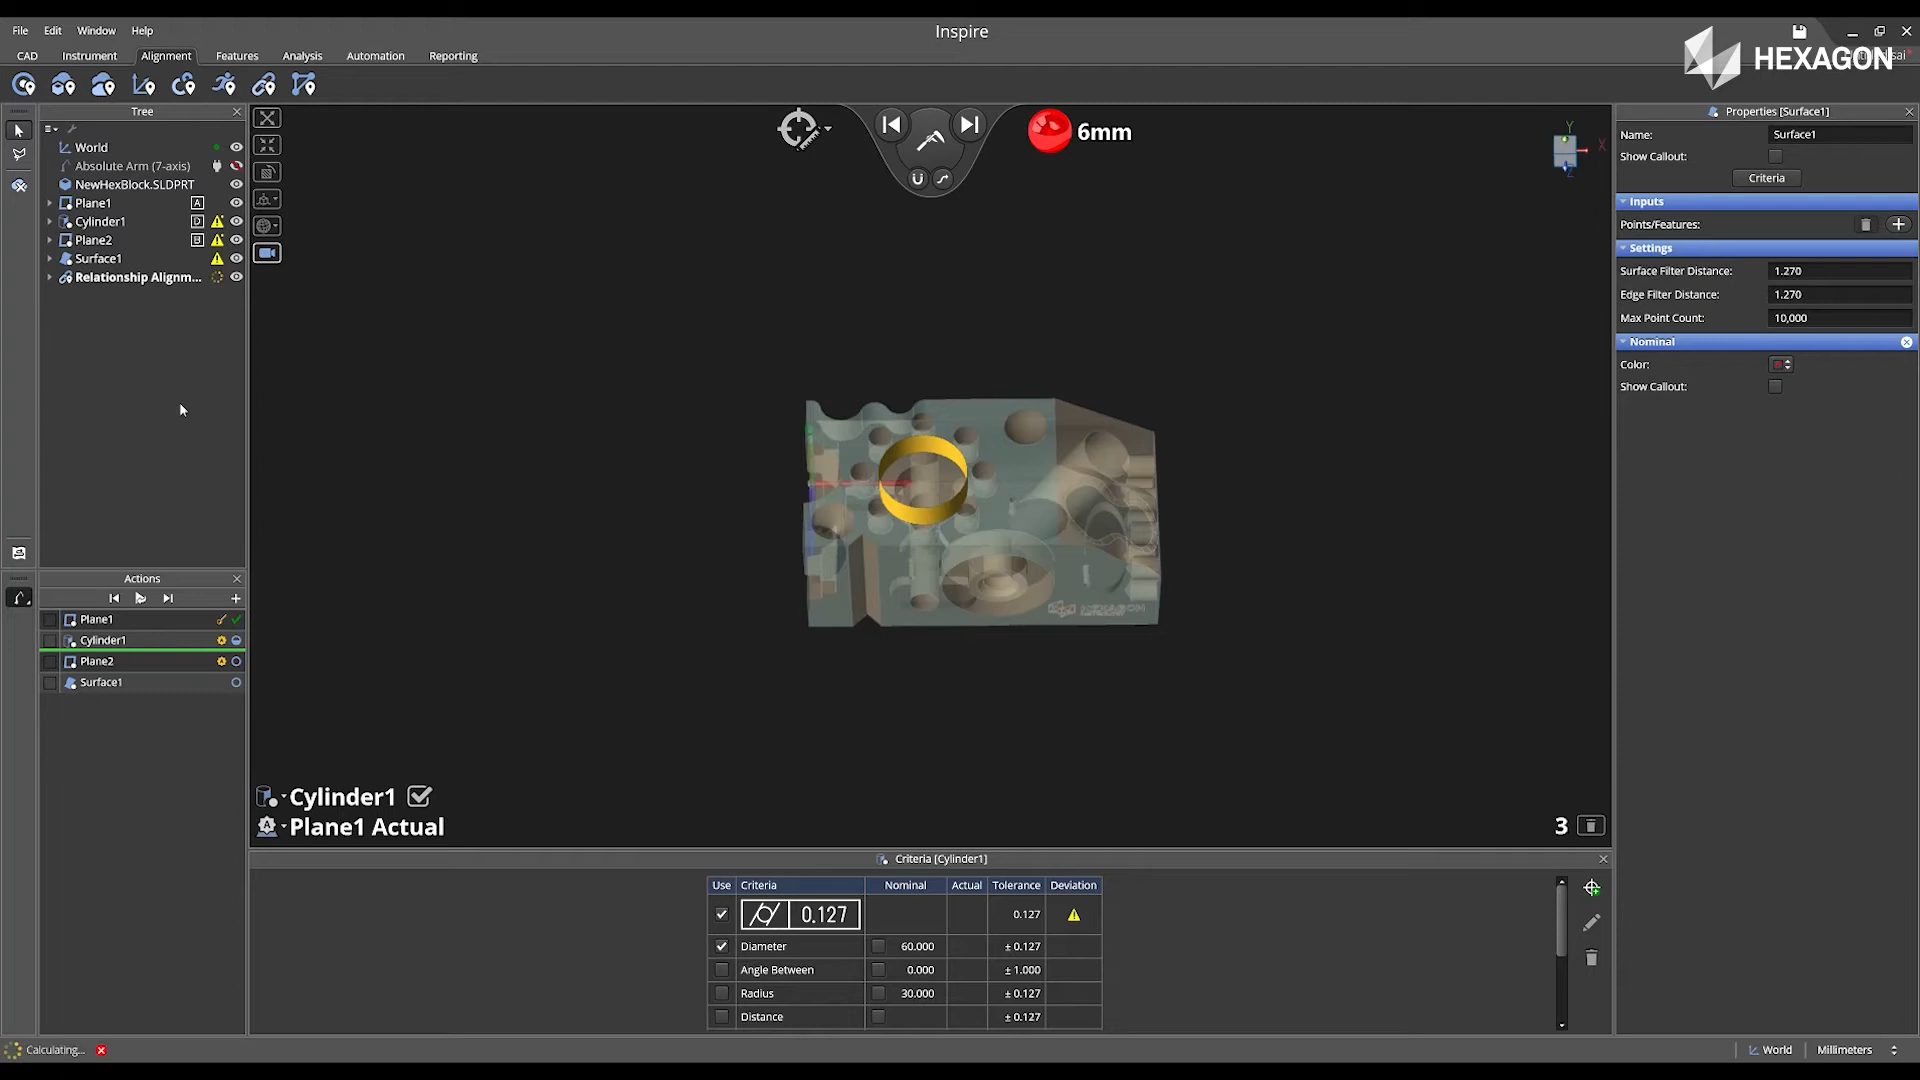 File Edit Window Help
Inspire
HEXAGON
CAD Instrument Alignment Features Analysis Automation Reporting
Tree
World
Absolute Arm (7-axis)
NewHexBlock.SLDPRT
Plane1 A
Cylinder1 D
Plane2 B
Surface1
Relationship Alignm...
Actions
Plane1
Cylinder1
Plane2
Surface1
6mm
Y
X
Z
HEXAGON
Cylinder1
Plane1 Actual
3
Criteria [Cylinder1]
Use Criteria Nominal Actual Tolerance Deviation
0.127 0.127
Diameter 60.000 ± 0.127
Angle Between 0.000 ± 1.000
Radius 30.000 ± 0.127
Distance ± 0.127
Properties [Surface1]
Name: Surface1
Show Callout:
Criteria
Inputs
Points/Features:
Settings
Surface Filter Distance: 1.270
Edge Filter Distance: 1.270
Max Point Count: 10,000
Nominal
Color:
Show Callout:
Calculating...
World Millimeters